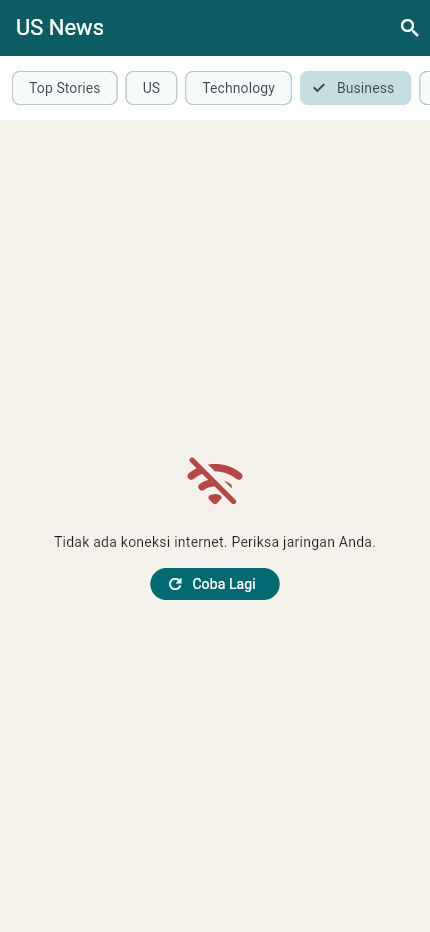 US News
Top Stories
US
Technology
Business
Tidak ada koneksi internet. Periksa jaringan Anda.
Coba Lagi